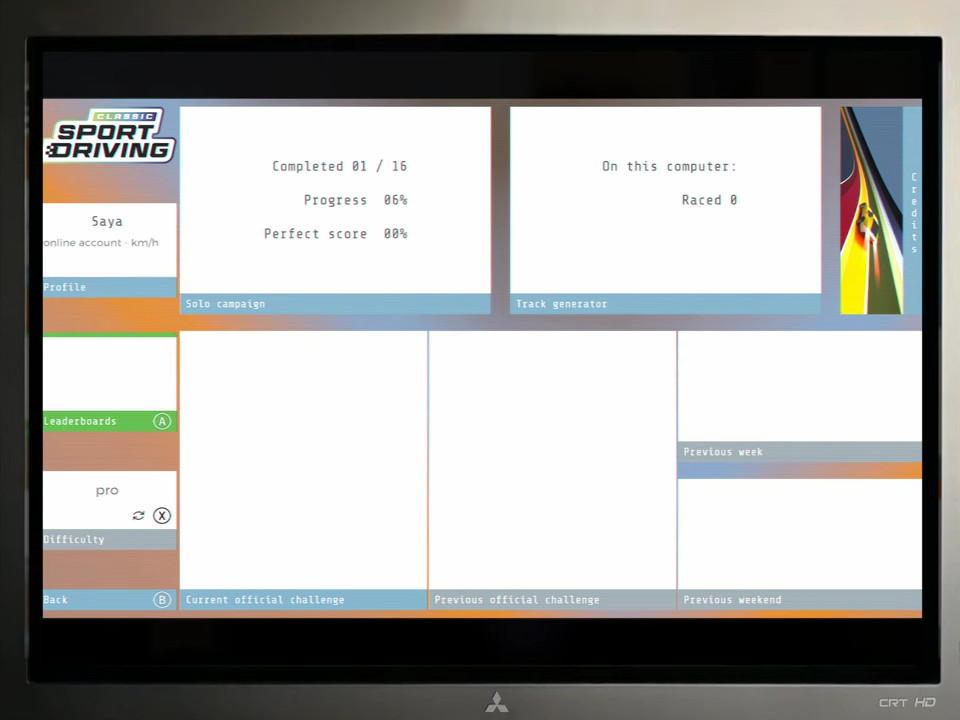 CLASSIC
SPORT
DRIVING
Saya
online account · km/h
Profile
Leaderboards A
pro
X
Difficulty
Back B
Completed 01 / 16
Progress 06%
Perfect score 00%
Solo campaign
On this computer:
Raced 0
Track generator
Credits
Current official challenge
Previous official challenge
Previous week
Previous weekend
CRT HD